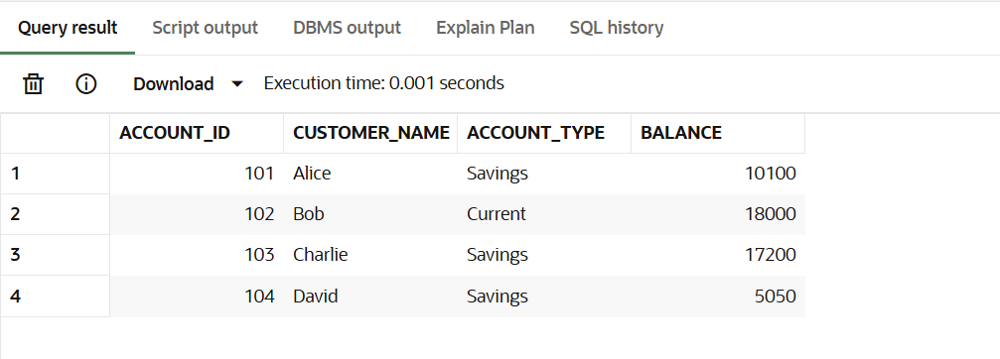 Query result Script output DBMS output Explain Plan SQL history
Download Execution time: 0.001 seconds
ACCOUNT_ID CUSTOMER_NAME ACCOUNT_TYPE BALANCE
1 101 Alice Savings 10100
2 102 Bob Current 18000
3 103 Charlie Savings 17200
4 104 David Savings 5050